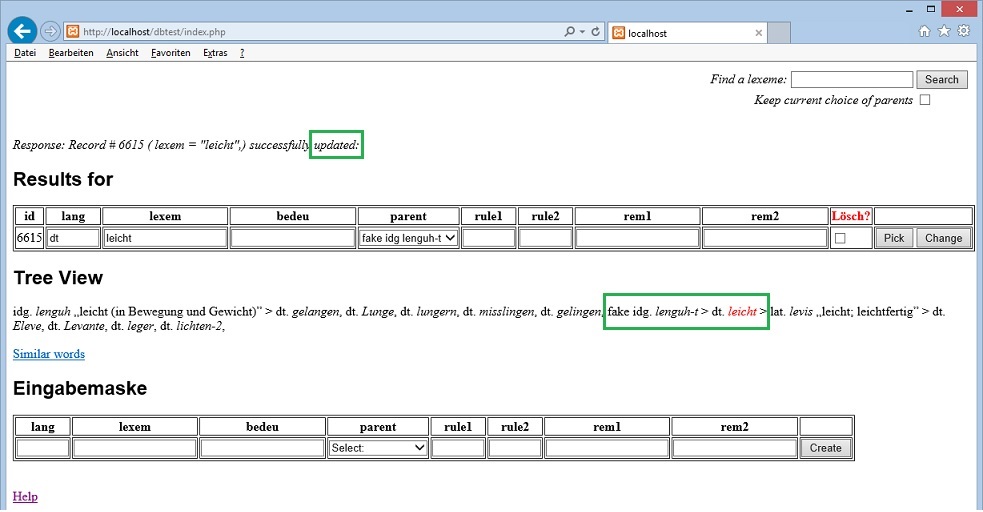 http://localhost/dbtest/index.php
localhost
Datei Bearbeiten Ansicht Favoriten Extras ?
Find a lexeme: Search
Keep current choice of parents
Response: Record # 6615 ( lexem = "leicht",) successfully updated:
Results for
id lang lexem bedeu parent rule1 rule2 rem1 rem2 Lösch?
6615 dt leicht fake idg lenguh-t Pick Change
Tree View
idg. lenguh „leicht (in Bewegung und Gewicht)” > dt. gelangen, dt. Lunge, dt. lungern, dt. misslingen, dt. gelingen, fake idg. lenguh-t > dt. leicht > lat. levis „leicht; leichtfertig” > dt.
Eleve, dt. Levante, dt. leger, dt. lichten-2,
Similar words
Eingabemaske
lang lexem bedeu parent rule1 rule2 rem1 rem2
Select: Create
Help